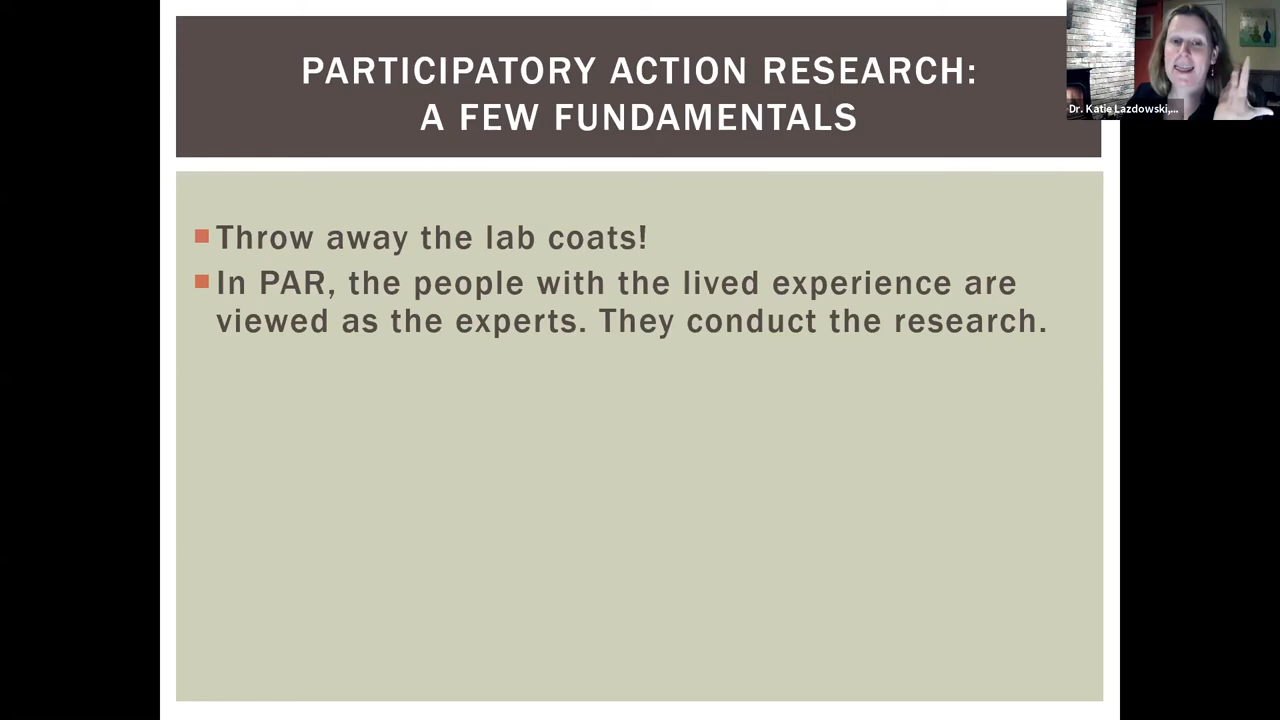 PARTICIPATORY ACTION RESEARCH:
A FEW FUNDAMENTALS
Dr. Katie Lazdowski,...
Throw away the lab coats!
In PAR, the people with the lived experience are
viewed as the experts. They conduct the research.